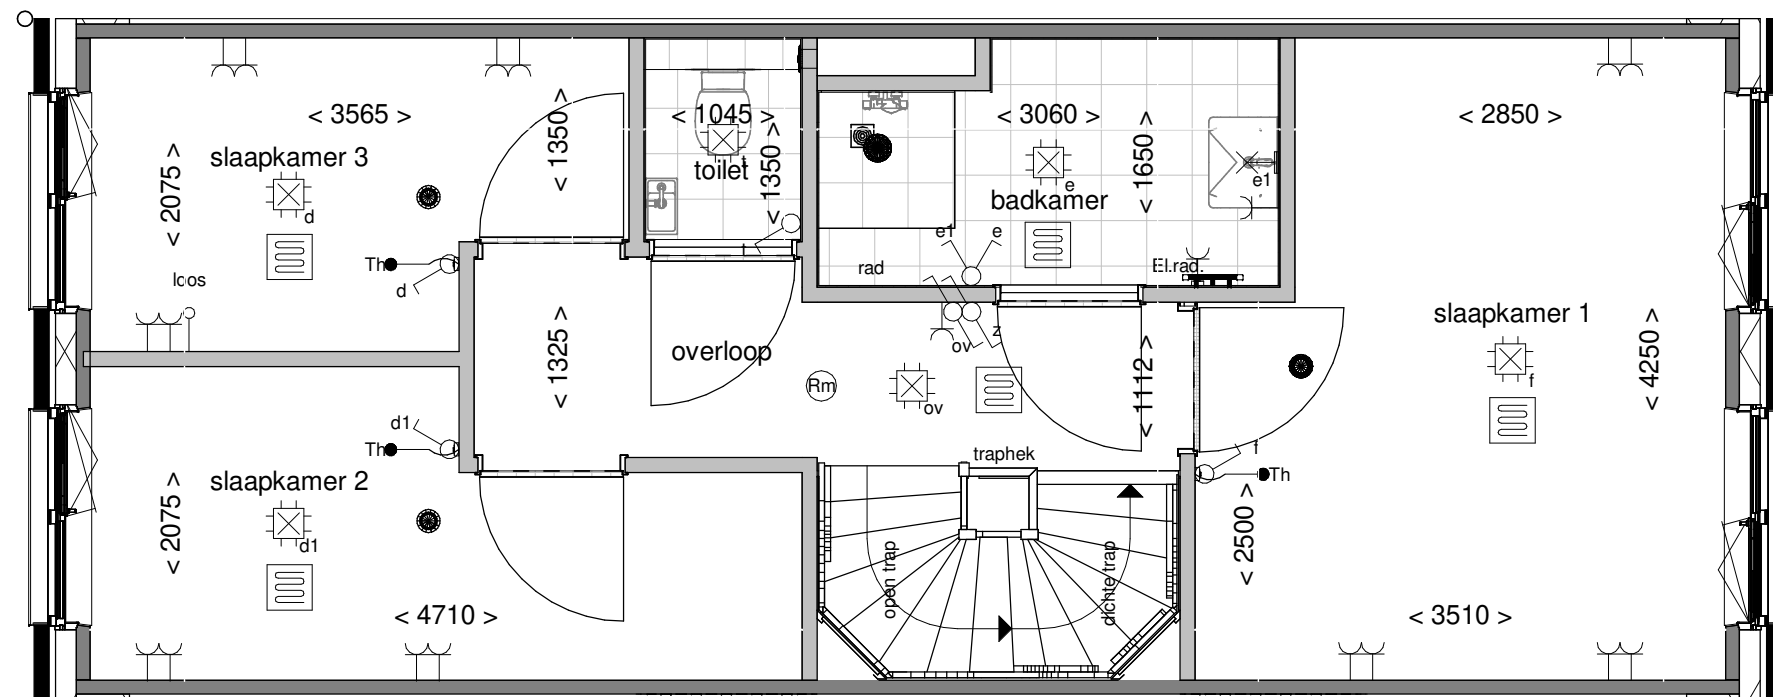 < 3565 >
< 1350 >
< 2075 >
slaapkamer 3
d
Th
d
loos
< 1045 >
< 1350 >
toilet
t
t
< 3060 >
< 1650 >
badkamer
e
e1
e1
e
rad
El.rad.
< 2850 >
slaapkamer 1
f
< 4250 >
< 1325 >
overloop
Rm
ov
ov
z
< 1112 >
traphek
f
Th
d1
Th
slaapkamer 2
d1
< 2075 >
< 4710 >
open trap
dichte trap
< 2500 >
< 3510 >